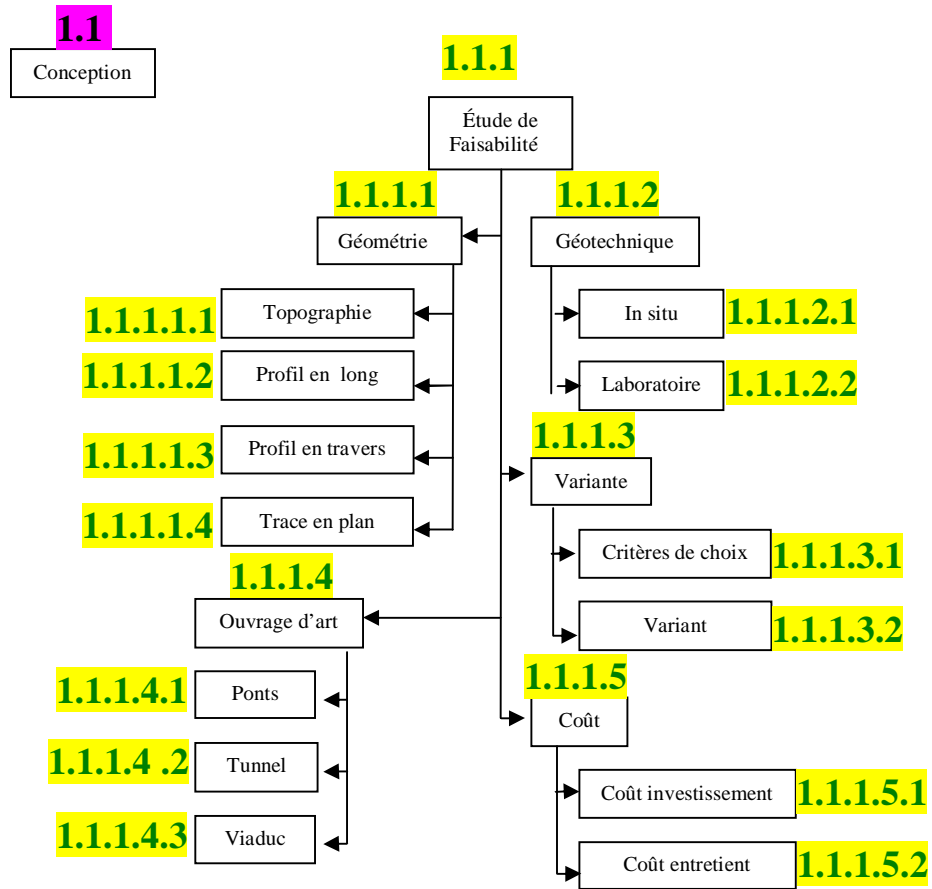 1.1
Conception
1.1.1
Étude de
Faisabilité
1.1.1.1
Géométrie
1.1.1.2
Géotechnique
1.1.1.1.1
Topographie
In situ
1.1.1.2.1
1.1.1.1.2
Profil en long
Laboratoire
1.1.1.2.2
1.1.1.3
Variante
1.1.1.1.3
Profil en travers
1.1.1.1.4
Trace en plan
Critères de choix
1.1.1.3.1
1.1.1.4
Ouvrage d’art
Variant
1.1.1.3.2
1.1.1.4.1
Ponts
1.1.1.5
Coût
1.1.1.4 .2
Tunnel
Coût investissement
1.1.1.5.1
1.1.1.4.3
Viaduc
Coût entretient
1.1.1.5.2